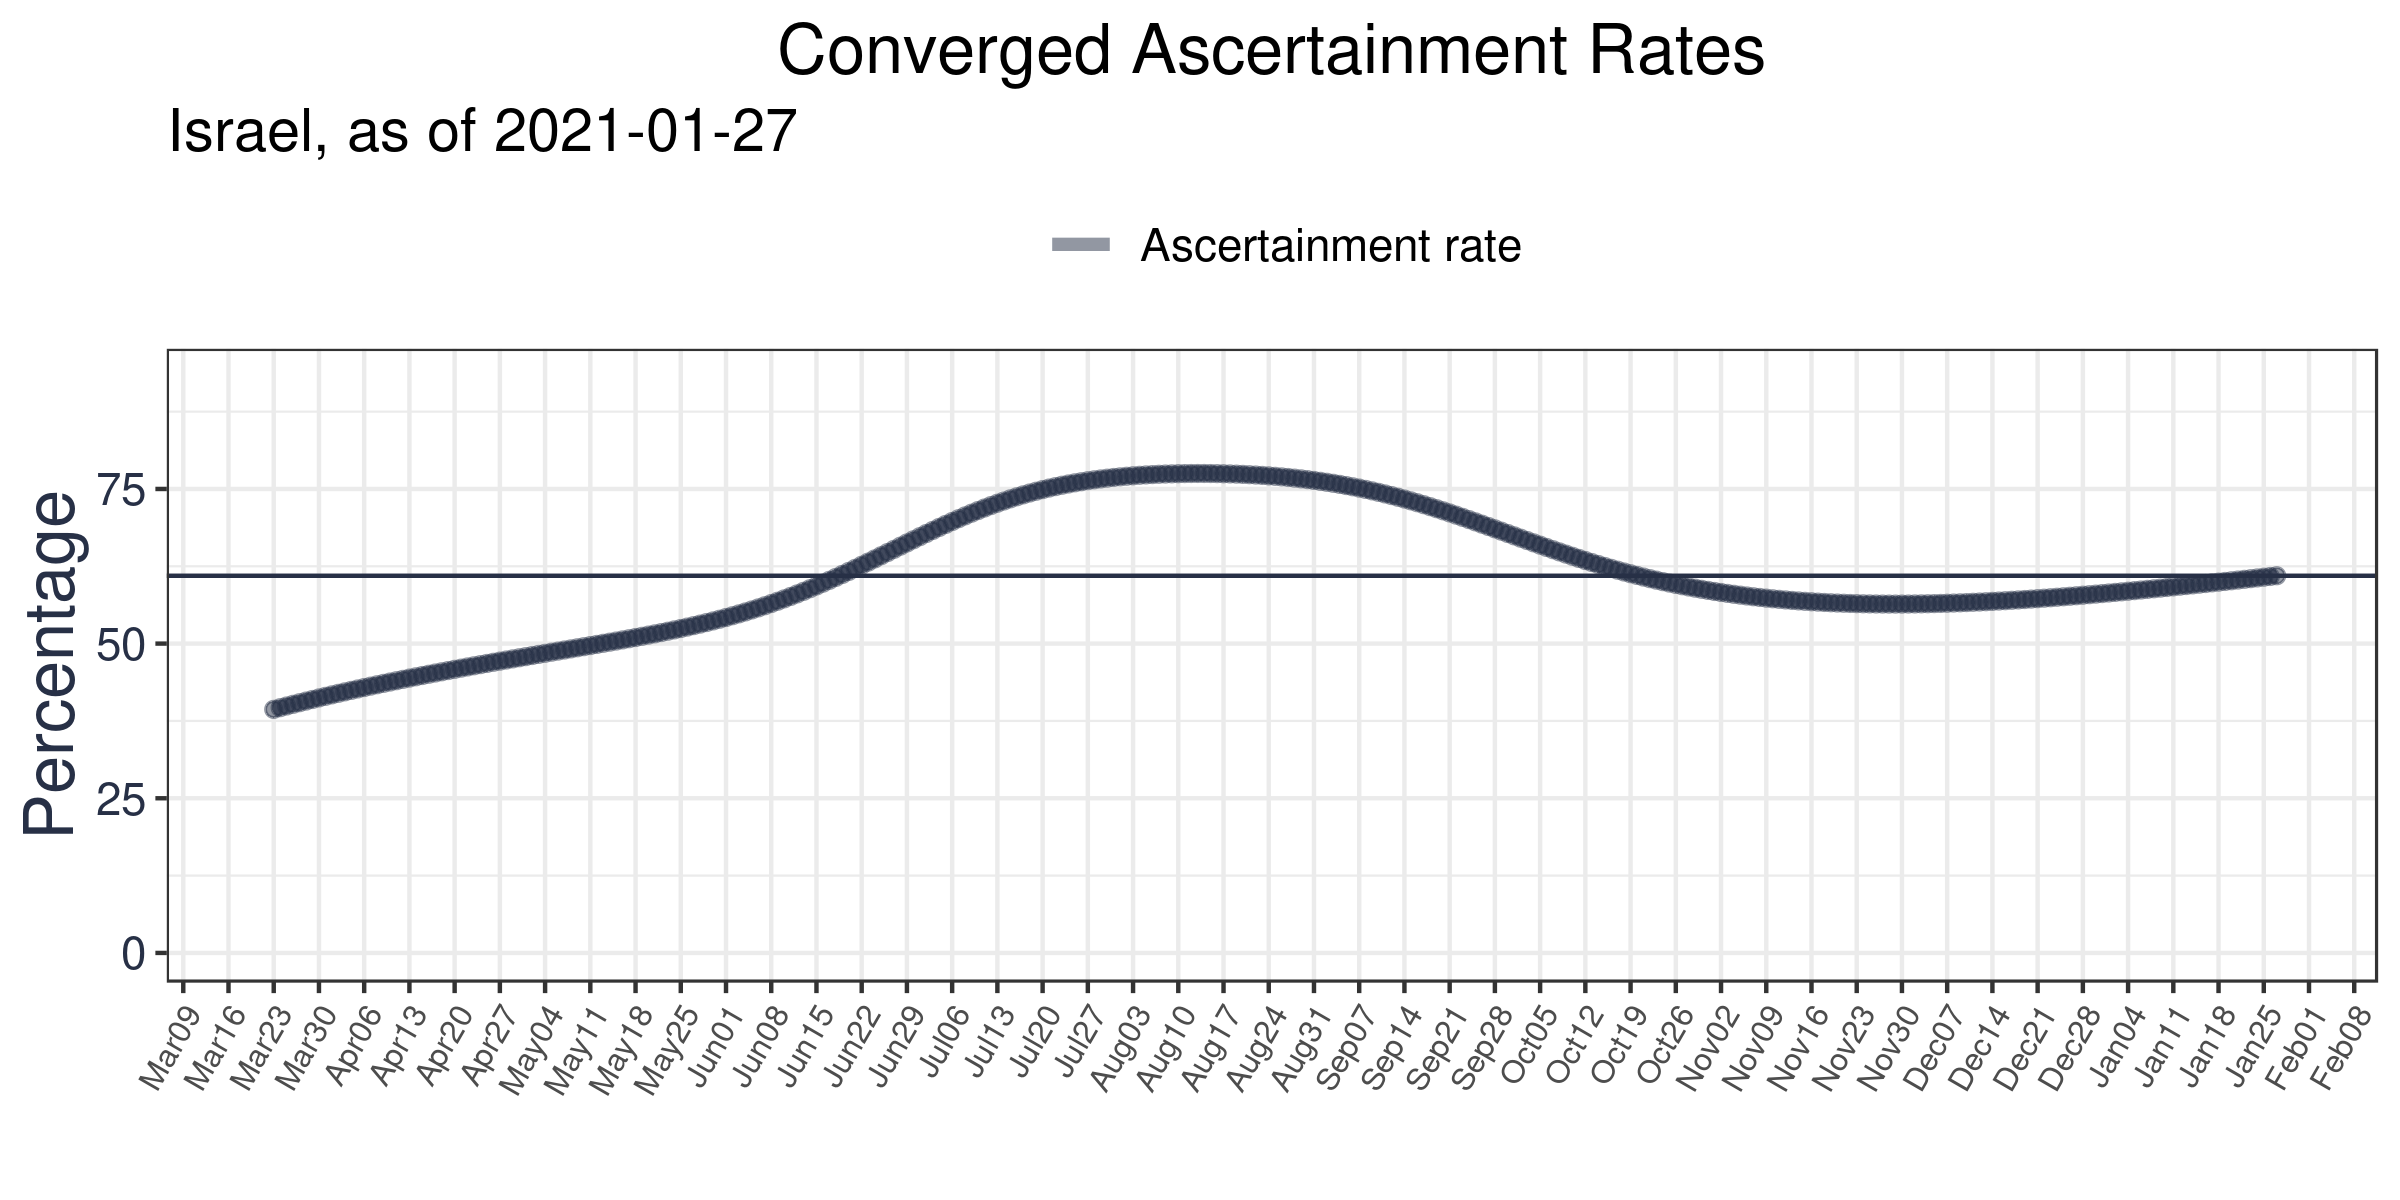 Converged Ascertainment Rates
Israel, as of 2021-01-27
Ascertainment rate
Percentage
75
50
25
0
Mar09 Mar16 Mar23 Mar30 Apr06 Apr13 Apr20 Apr27 May04 May11 May18 May25 Jun01 Jun08 Jun15 Jun22 Jun29 Jul06 Jul13 Jul20 Jul27 Aug03 Aug10 Aug17 Aug24 Aug31 Sep07 Sep14 Sep21 Sep28 Oct05 Oct12 Oct19 Oct26 Nov02 Nov09 Nov16 Nov23 Nov30 Dec07 Dec14 Dec21 Dec28 Jan04 Jan11 Jan18 Jan25 Feb01 Feb08